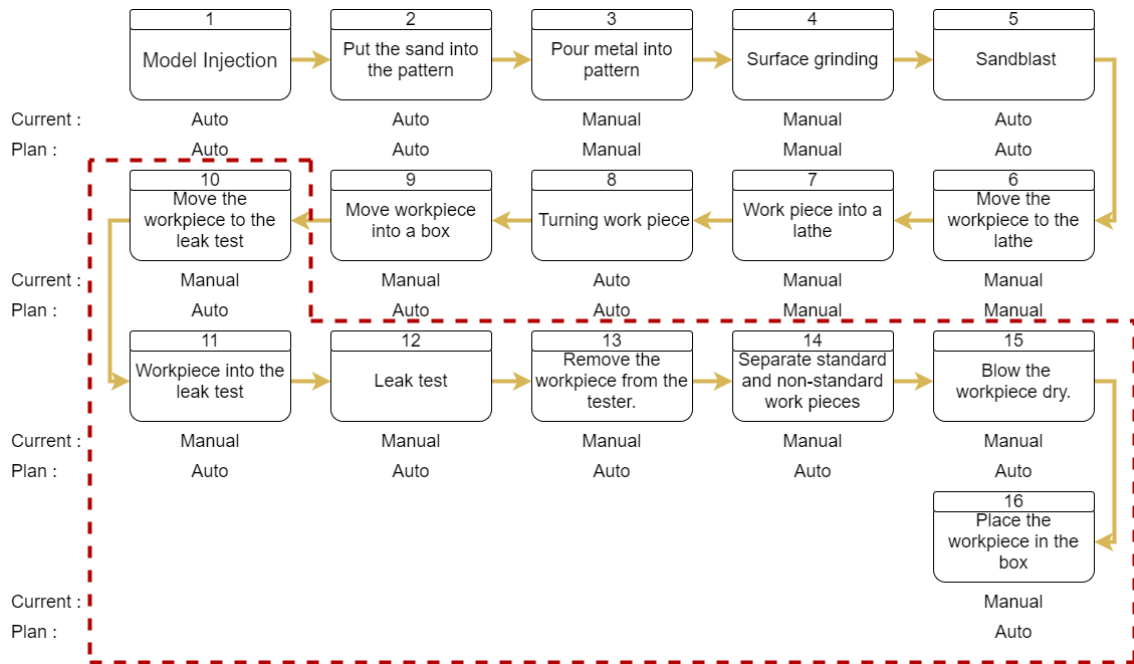 1
Model Injection
2
Put the sand into
the pattern
3
Pour metal into
pattern
4
Surface grinding
5
Sandblast
Current : Auto Auto Manual Manual Auto
Plan : Auto Auto Manual Manual Auto
10
Move the
workpiece to the
leak test
9
Move workpiece
into a box
8
Turning work piece
7
Work piece into a
lathe
6
Move the
workpiece to the
lathe
Current : Manual Manual Auto Manual Manual
Plan : Auto Auto Auto Manual Manual
11
Workpiece into the
leak test
12
Leak test
13
Remove the
workpiece from the
tester.
14
Separate standard
and non-standard
work pieces
15
Blow the
workpiece dry.
Current : Manual Manual Manual Manual Manual
Plan : Auto Auto Auto Auto Auto
16
Place the
workpiece in the
box
Current : Manual
Plan : Auto